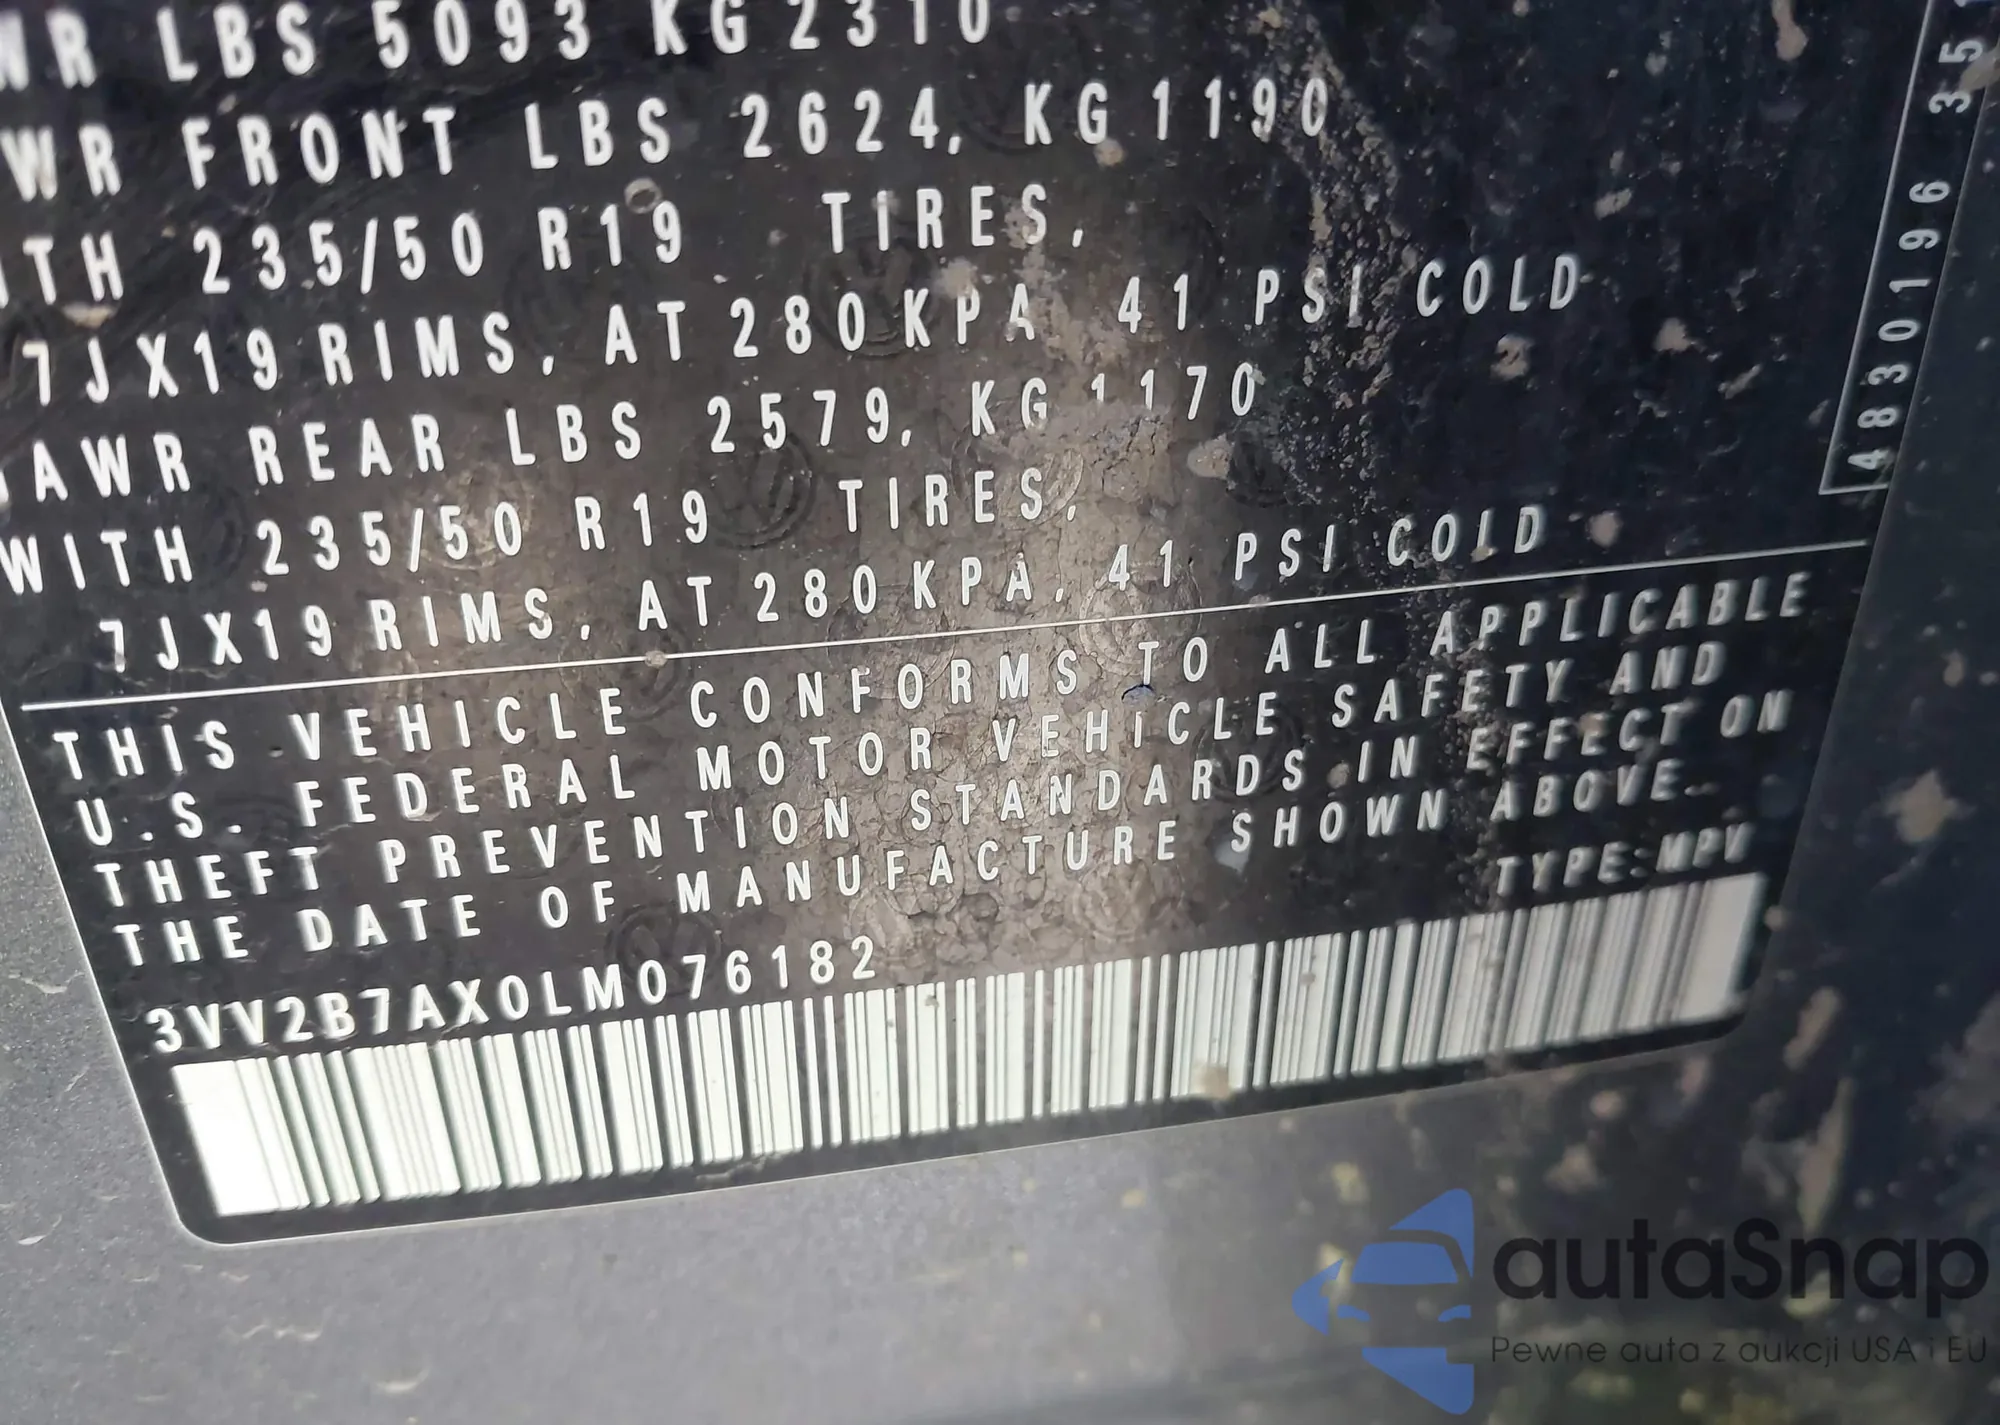 WR LBS 5093 KG 2310
WR FRONT LBS 2624, KG 1190
ITH 235/50 R19 TIRES,
7JX19 RIMS, AT 280 KPA 41 PSI COLD
AWR REAR LBS 2579, KG 1170
WITH 235/50 R19 TIRES,
7JX19 RIMS, AT 280 KPA, 41 PSI COLD
THIS VEHICLE CONFORMS TO ALL APPLICABLE
U.S. FEDERAL MOTOR VEHICLE SAFETY AND
THEFT PREVENTION STANDARDS IN EFFECT ON
THE DATE OF MANUFACTURE SHOWN ABOVE.
TYPE: MPV
3VV2B7AX0LM076182
4830196 35
autaSnap
Pewne auta z aukcji USA i EU